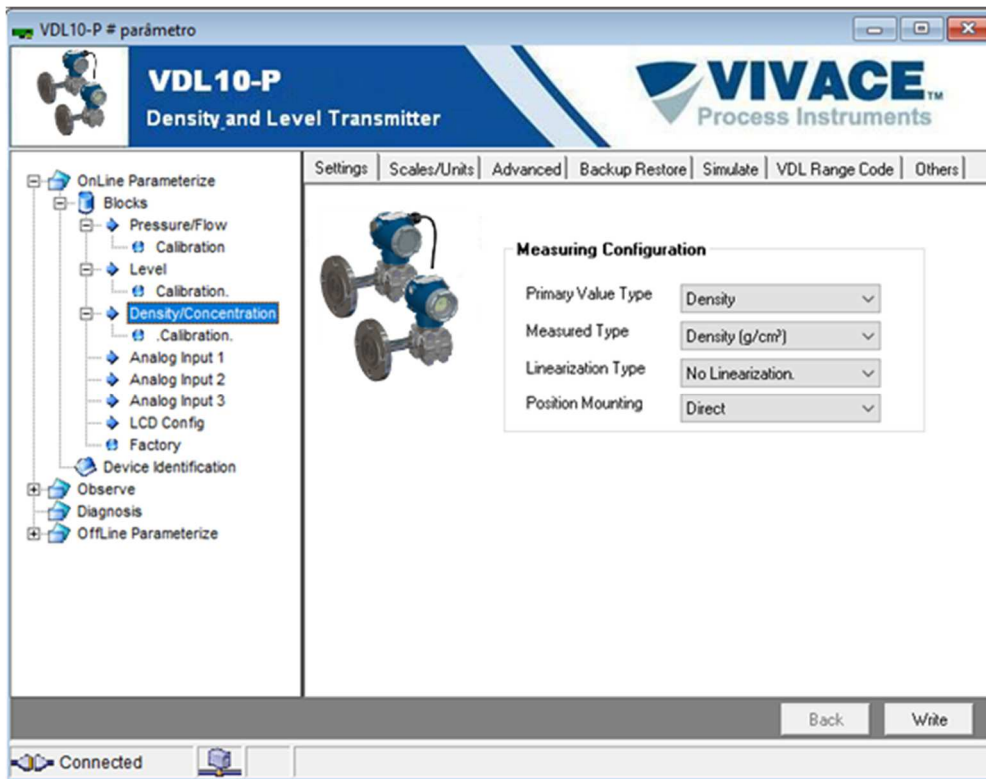 VDL10-P # parâmetro
VDL10-P
Density and Level Transmitter
VIVACE TM
Process Instruments
OnLine Parameterize
Blocks
Pressure/Flow
Calibration
Level
Calibration.
Density/Concentration
.Calibration.
Analog Input 1
Analog Input 2
Analog Input 3
LCD Config
Factory
Device Identification
Observe
Diagnosis
OffLine Parameterize
Settings Scales/Units Advanced Backup Restore Simulate VDL Range Code Others
Measuring Configuration
Primary Value Type Density
Measured Type Density (g/cm³)
Linearization Type No Linearization.
Position Mounting Direct
Back Write
Connected